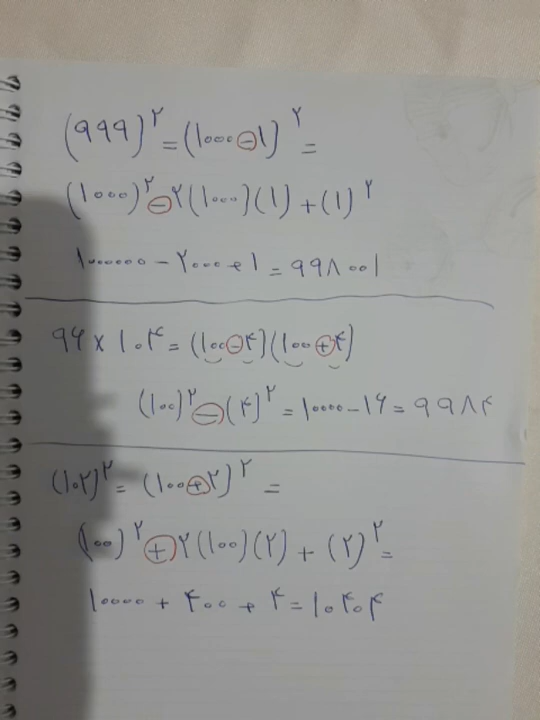 (۹۹۹)^۲ = (۱۰۰۰ - ۱)^۲ =
(۱۰۰۰)^۲ - ۲(۱۰۰۰)(۱) + (۱)^۲
۱۰۰۰۰۰۰ - ۲۰۰۰ + ۱ = ۹۹۸۰۰۱
۹۶ × ۱۰۴ = (۱۰۰ - ۴)(۱۰۰ + ۴)
(۱۰۰)^۲ - (۴)^۲ = ۱۰۰۰۰ - ۱۶ = ۹۹۸۴
(۱۰۲)^۲ = (۱۰۰ + ۲)^۲ =
(۱۰۰)^۲ + ۲(۱۰۰)(۲) + (۲)^۲ =
۱۰۰۰۰ + ۴۰۰ + ۴ = ۱۰۴۰۴